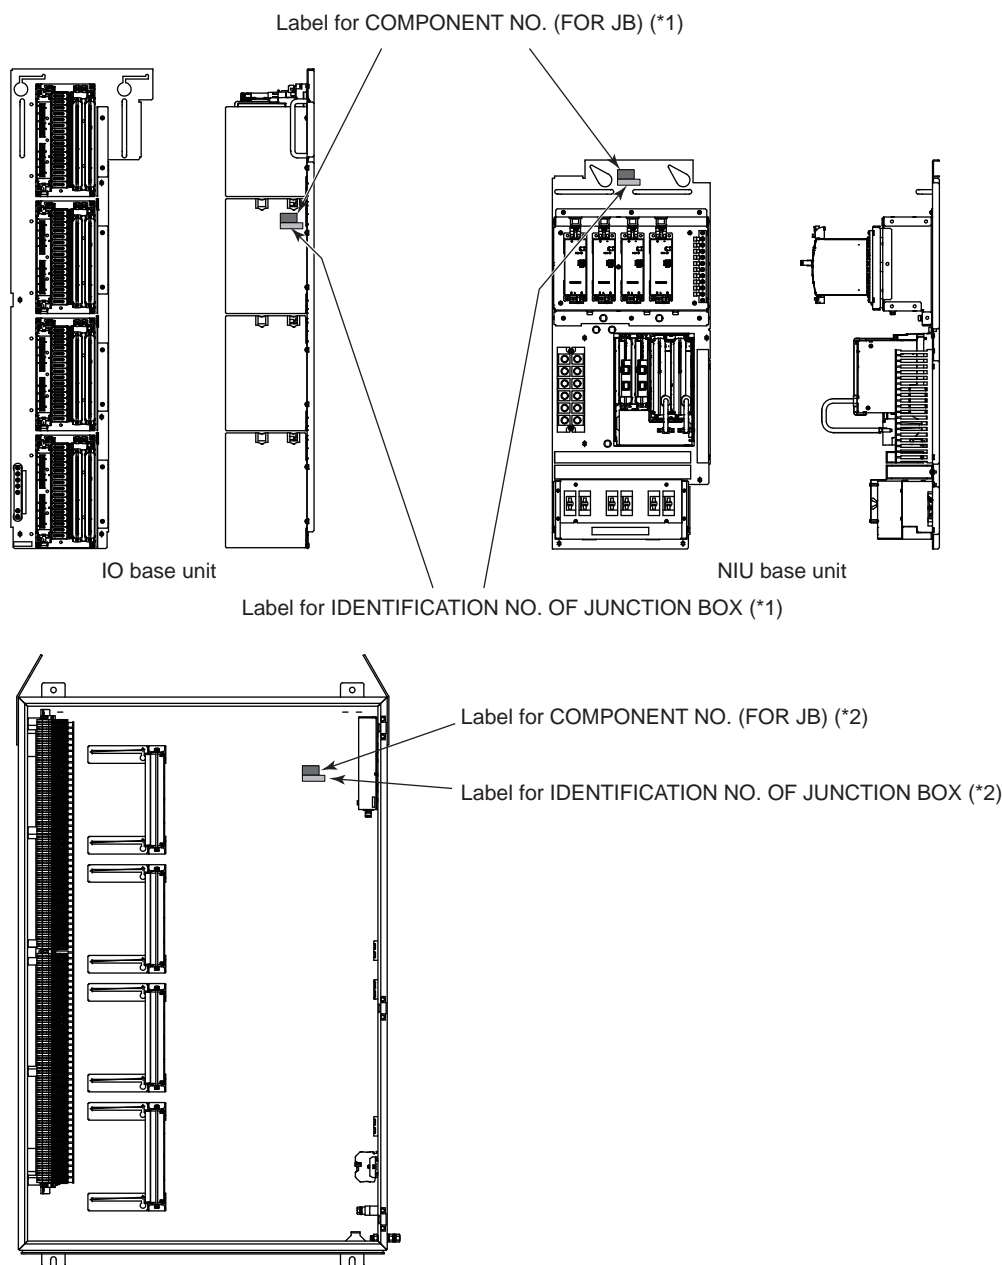 Label for COMPONENT NO. (FOR JB) (*1)
IO base unit
NIU base unit
Label for IDENTIFICATION NO. OF JUNCTION BOX (*1)
Label for COMPONENT NO. (FOR JB) (*2)
Label for IDENTIFICATION NO. OF JUNCTION BOX (*2)